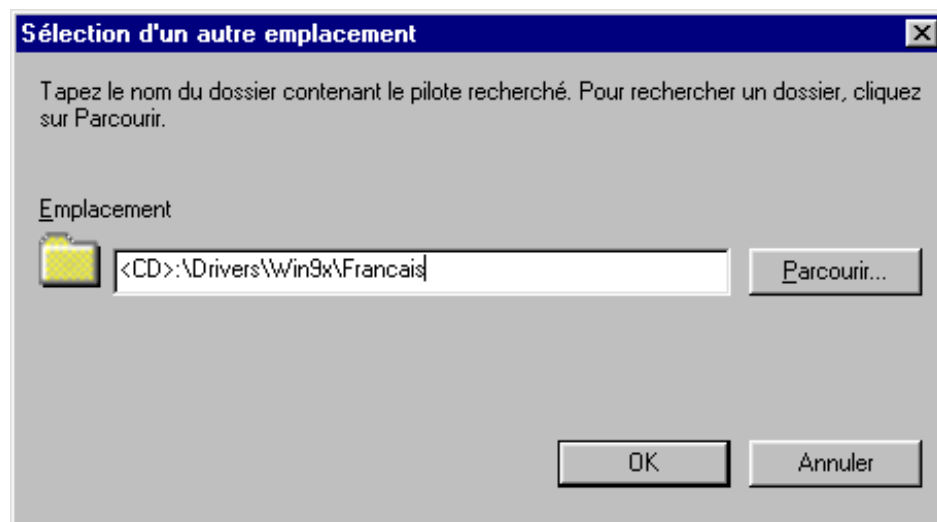 Sélection d'un autre emplacement
Tapez le nom du dossier contenant le pilote recherché. Pour rechercher un dossier, cliquez
sur Parcourir.
Emplacement
<CD>:\Drivers\Win9x\Francais
Parcourir...
OK
Annuler